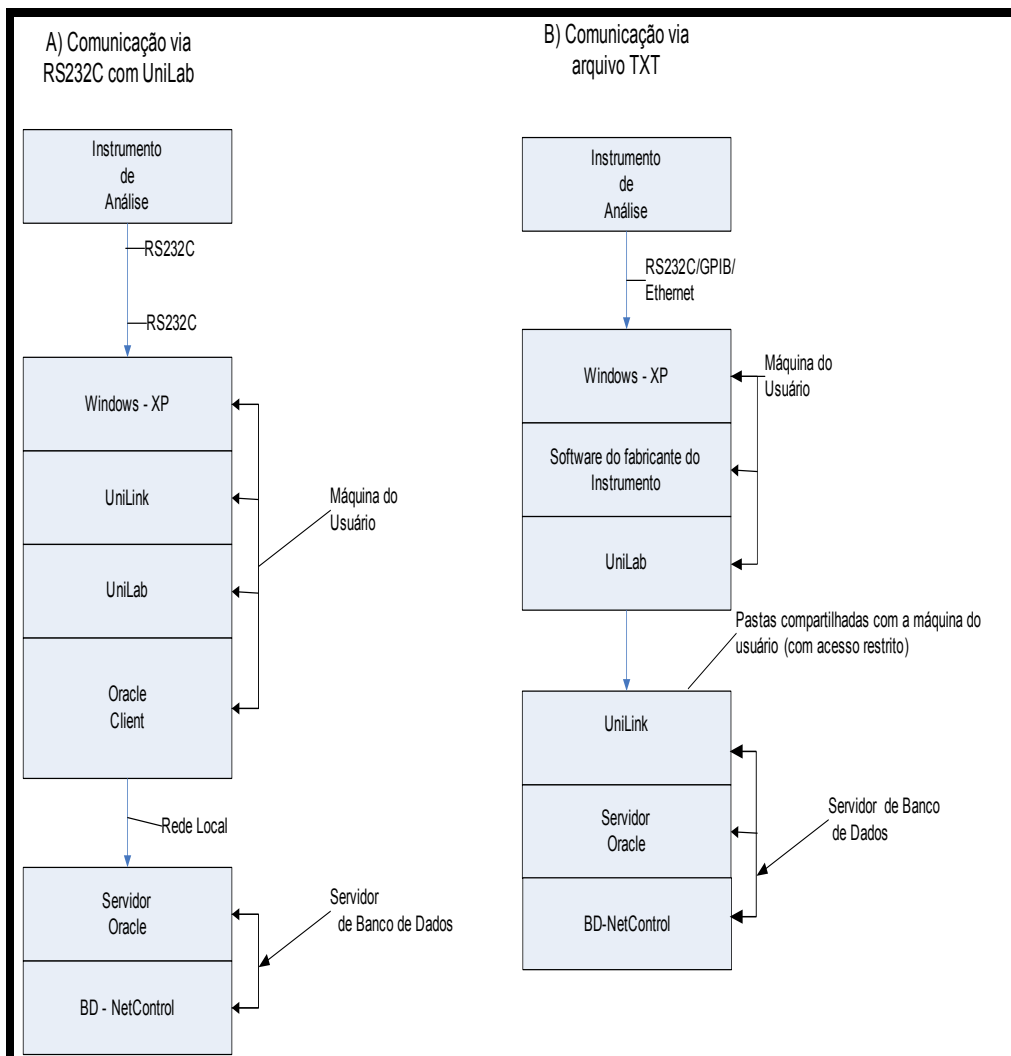 A) Comunicação via
RS232C com UniLab
Instrumento
de
Análise
RS232C
RS232C
Windows - XP
UniLink
UniLab
Oracle
Client
Máquina do
Usuário
Rede Local
Servidor
Oracle
BD - NetControl
Servidor
de Banco de Dados
B) Comunicação via
arquivo TXT
Instrumento
de
Análise
RS232C/GPIB/
Ethernet
Windows - XP
Software do fabricante do
Instrumento
UniLab
Máquina do
Usuário
Pastas compartilhadas com a máquina do
usuário (com acesso restrito)
UniLink
Servidor
Oracle
BD-NetControl
Servidor de Banco
de Dados